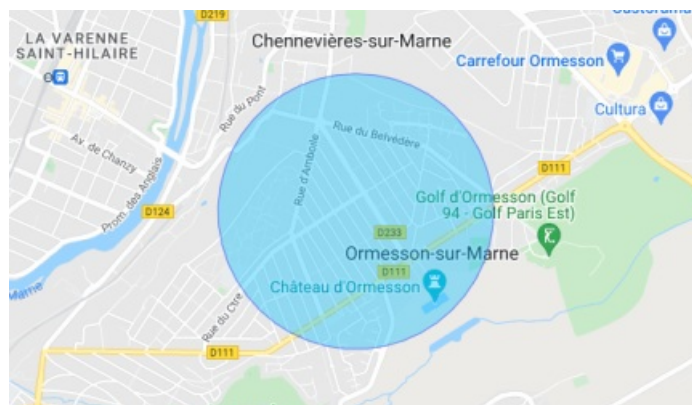 D219
LA VARENNE
SAINT-HILAIRE
Chennevières-sur-Marne
Carrefour Ormesson
Cultura
Rue du Pont
Rue du Belvédère
Av. de Chanzy
Rue d'Amboile
Prom. des Anglais
D111
D124
Golf d'Ormesson (Golf
94 - Golf Paris Est)
D233
Ormesson-sur-Marne
D111
Château d'Ormesson
Marne
Rue du Ctre
D111